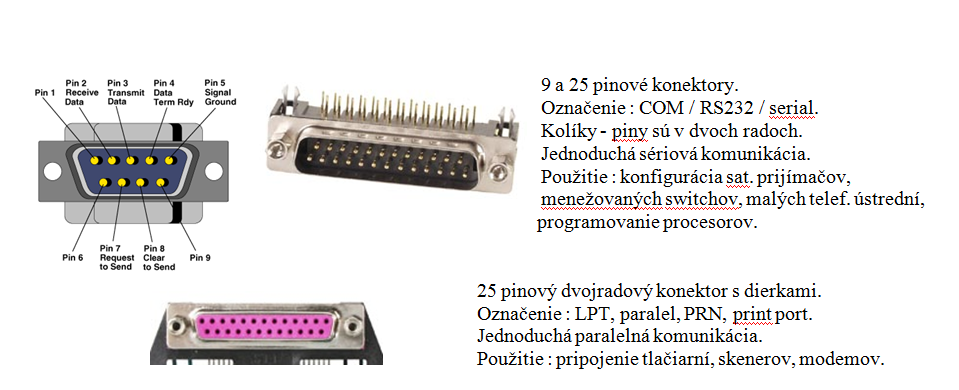 Pin 1
Pin 2
Receive
Data
Pin 3
Transmit
Data
Pin 4
Data
Term Rdy
Pin 5
Signal
Ground
Pin 6
Pin 7
Request
to Send
Pin 8
Clear
to Send
Pin 9
9 a 25 pinové konektory.
Označenie : COM / RS232 / serial.
Kolíky - piny sú v dvoch radoch.
Jednoduchá sériová komunikácia.
Použitie : konfigurácia sat. prijímačov,
menežovaných switchov, malých telef. ústrední,
programovanie procesorov.
25 pinový dvojradový konektor s dierkami.
Označenie : LPT, paralel, PRN, print port.
Jednoduchá paralelná komunikácia.
Použitie : pripojenie tlačiarní, skenerov, modemov.